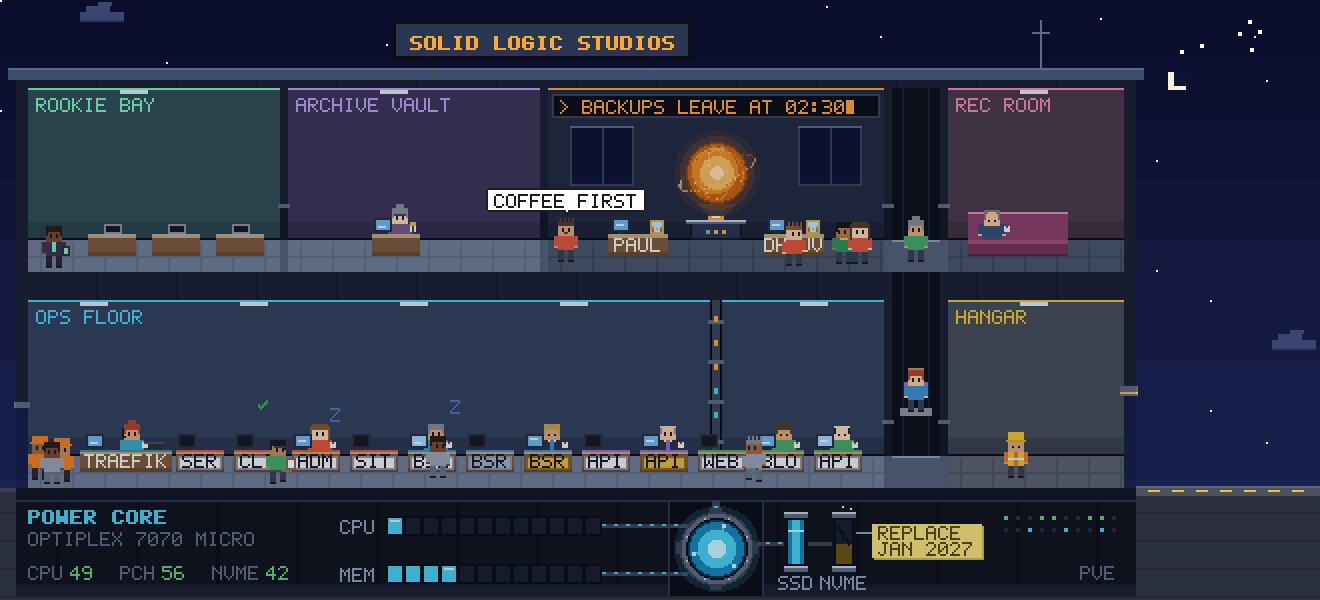 SOLID LOGIC STUDIOS
ROOKIE BAY
ARCHIVE VAULT
> BACKUPS LEAVE AT 02:30
REC ROOM
COFFEE FIRST
PAUL
OPS FLOOR
HANGAR
Z
Z
TRAEFIK
SER
ADM
SIT
BSR
BSR
API
API
WEB
API
POWER CORE
OPTIPLEX 7070 MICRO
CPU 49 PCH 56 NVME 42
CPU
MEM
SSD NVME
REPLACE
JAN 2027
PVE